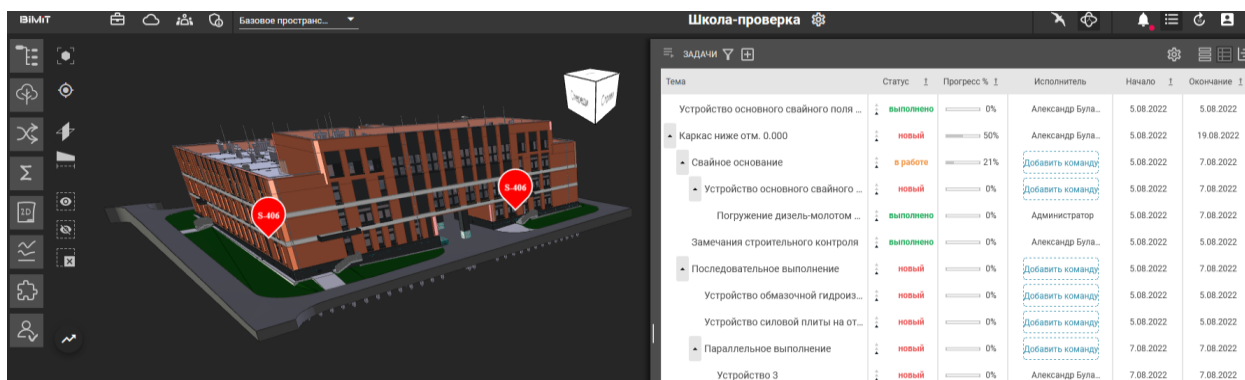 BIMIT
Базовое пространс...
Школа-проверка
ЗАДАЧИ
Тема Статус Прогресс % Исполнитель Начало Окончание
Устройство основного свайного поля ... выполнено 0% Александр Була... 5.08.2022 5.08.2022
Каркас ниже отм. 0.000 новый 50% Александр Була... 5.08.2022 19.08.2022
Свайное основание в работе 21% Добавить команду 5.08.2022 7.08.2022
Устройство основного свайного ... новый 0% Добавить команду 5.08.2022 7.08.2022
Погружение дизель-молотом ... выполнено 0% Администратор 5.08.2022 5.08.2022
Замечания строительного контроля выполнено 0% Александр Була... 5.08.2022 7.08.2022
Последовательное выполнение новый 0% Добавить команду 5.08.2022 7.08.2022
Устройство обмазочной гидроиз... новый 0% Добавить команду 5.08.2022 5.08.2022
Устройство силовой плиты на от... новый 0% Добавить команду 5.08.2022 5.08.2022
Параллельное выполнение новый 0% Добавить команду 7.08.2022 7.08.2022
Устройство 3 новый 0% Александр Була... 7.08.2022 7.08.2022
S-406
S-406
1D